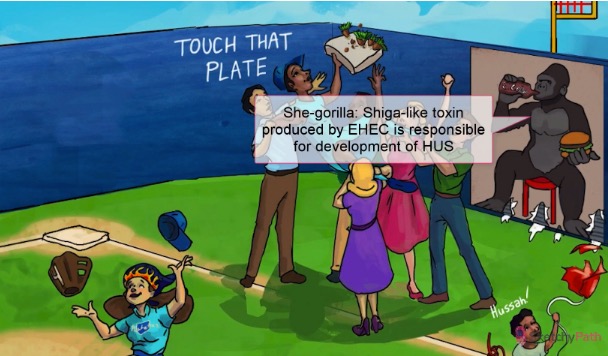 TOUCH THAT
PLATE
She-gorilla: Shiga-like toxin
produced by EHEC is responsible
for development of HUS
Hussah!